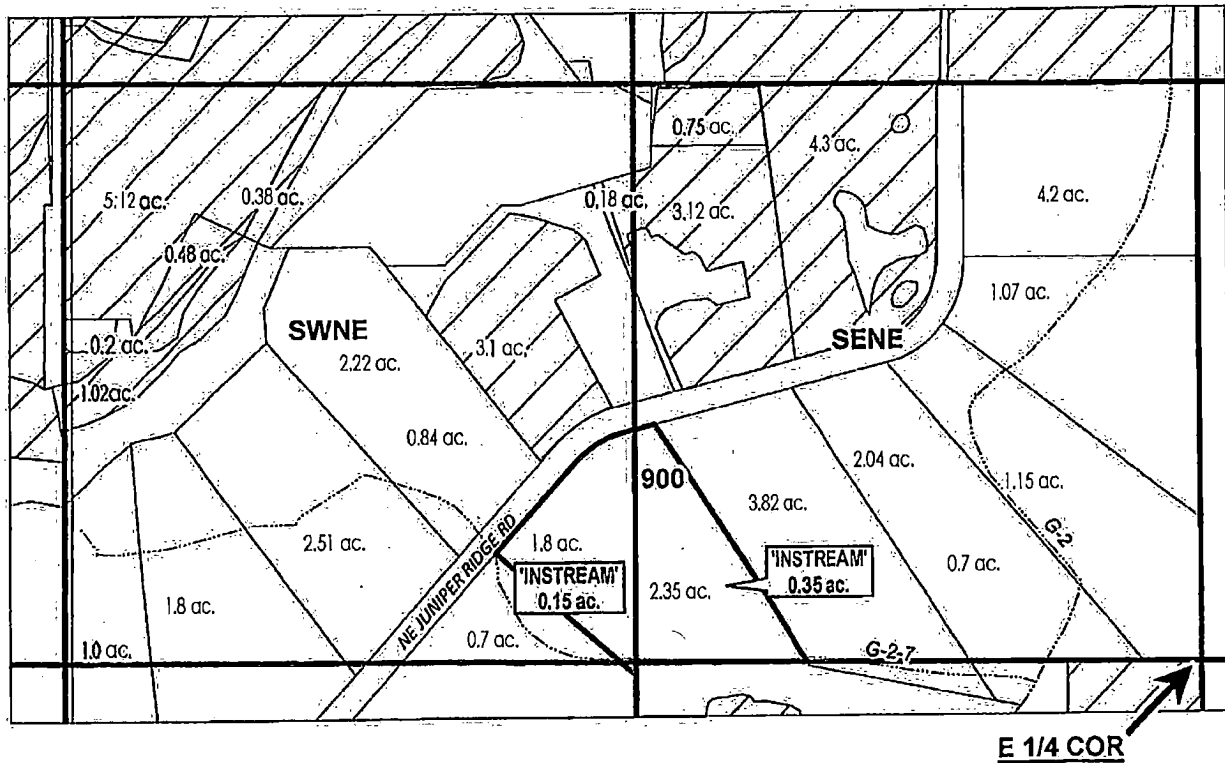 0.75 ac.
4.3 ac.
5.12 ac.
0.38 ac.
0.18 ac.
3.12 ac.
4.2 ac.
0.48 ac.
1.07 ac.
0.2 ac.
SWNE
2.22 ac.
3.1 ac.
SENE
1.02 ac.
0.84 ac.
900
2.04 ac.
3.82 ac.
1.15 ac.
G-2
2.51 ac.
1.8 ac.
'INSTREAM'
0.15 ac.
'INSTREAM'
0.35 ac.
2.35 ac.
0.7 ac.
1.8 ac.
NE JUNIPER RIDGE RD
0.7 ac.
1.0 ac.
G-2-7
E 1/4 COR